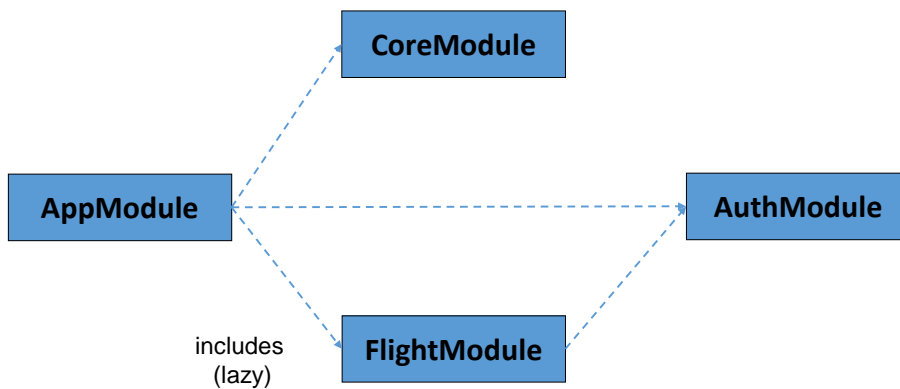 CoreModule
AppModule
AuthModule
includes
(lazy)
FlightModule